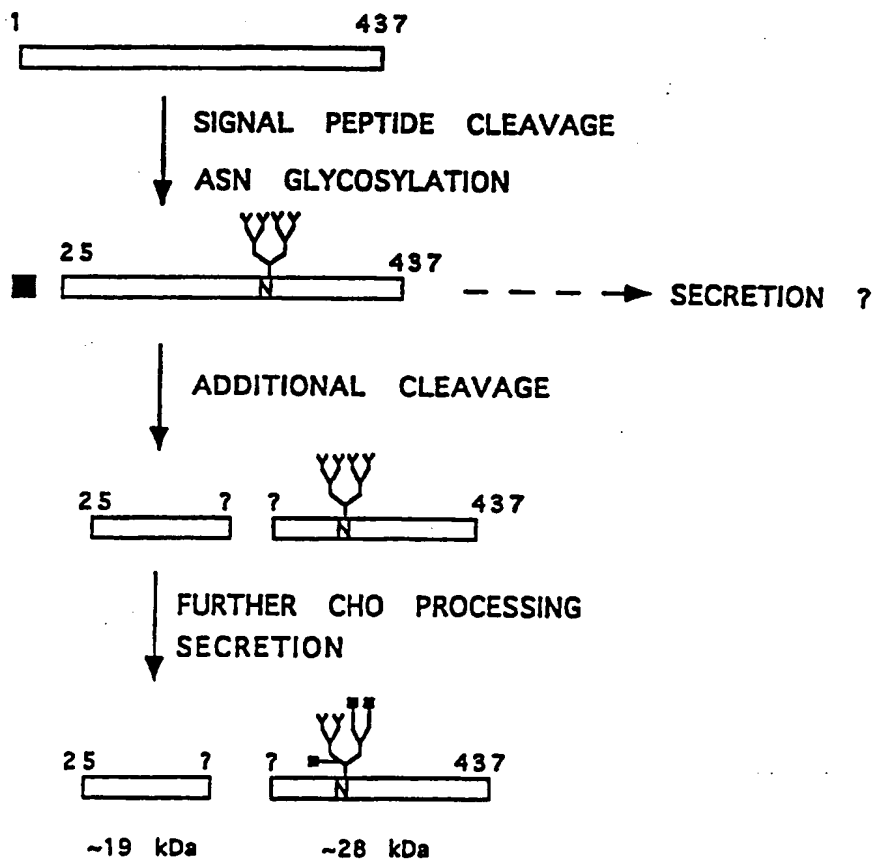 1 437
SIGNAL PEPTIDE CLEAVAGE
ASN GLYCOSYLATION
25 437
N
SECRETION ?
ADDITIONAL CLEAVAGE
25 ? ? 437
N
FURTHER CHO PROCESSING
SECRETION
25 ? ? 437
N
~19 kDa ~28 kDa